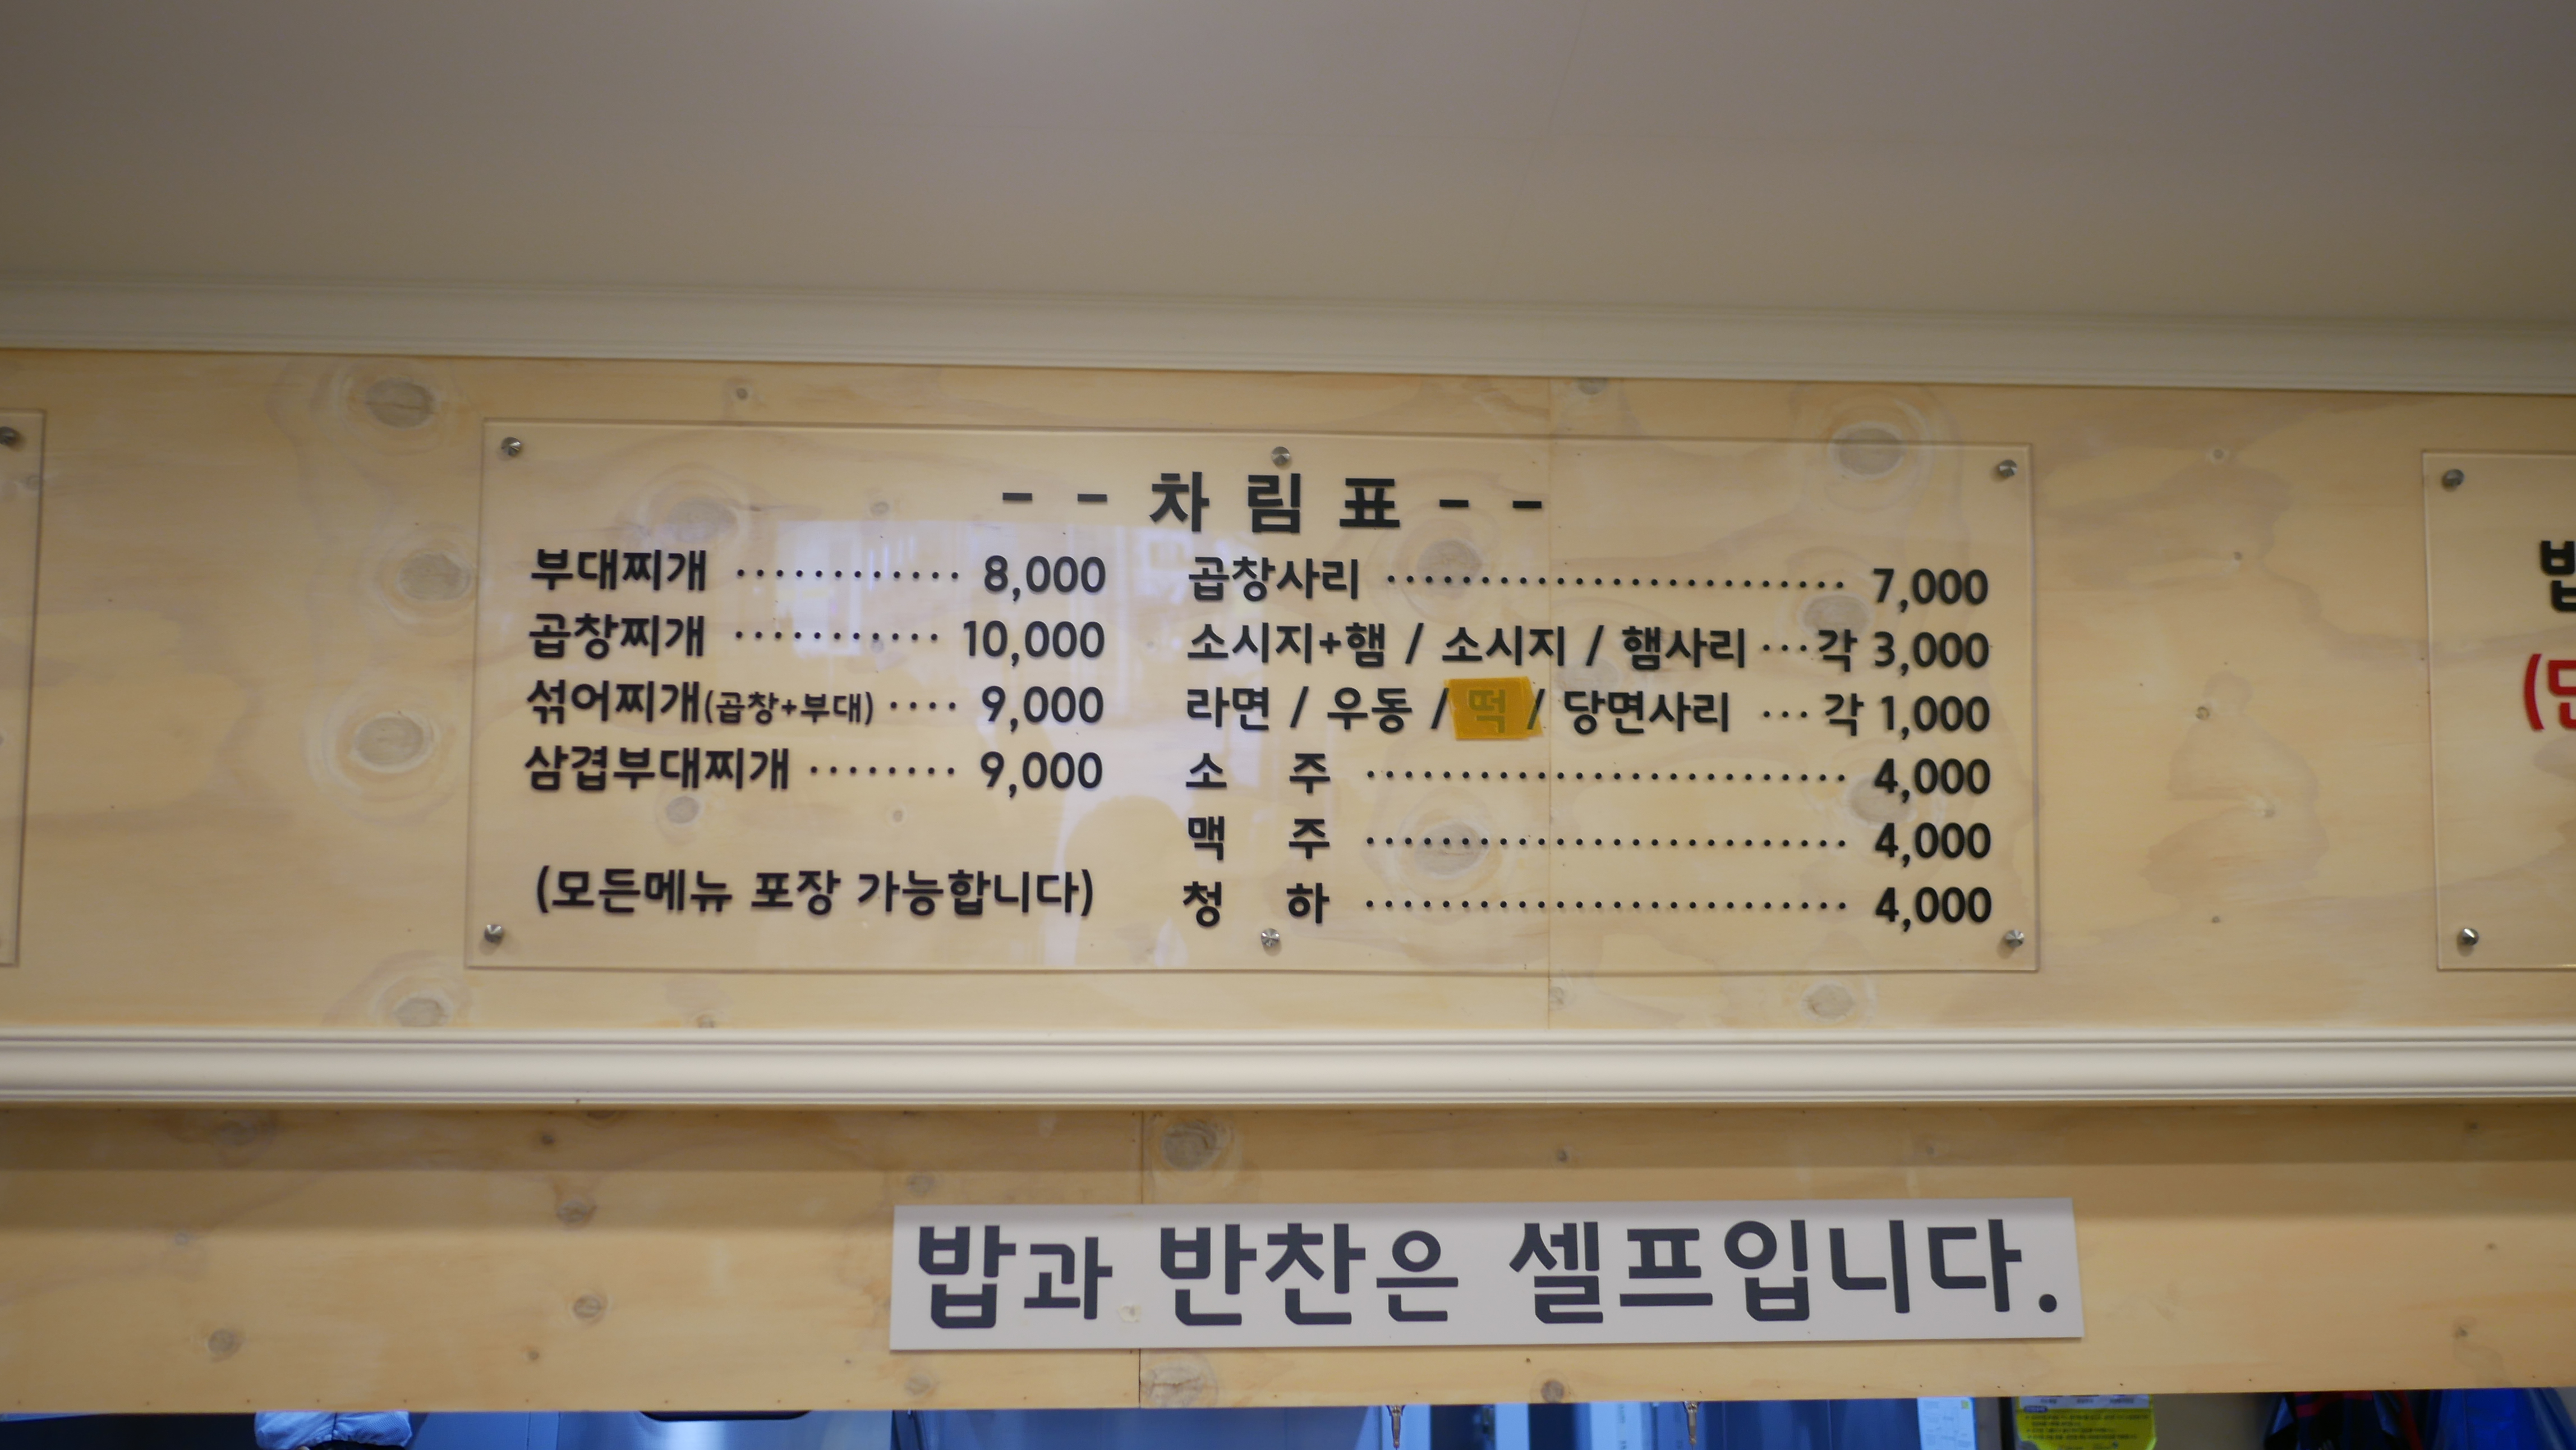 - - 차 림 표 - -
부대찌개 ············ 8,000
곱창찌개 ··········· 10,000
섞어찌개(곱창+부대) ···· 9,000
삼겹부대찌개 ········ 9,000
(모든메뉴 포장 가능합니다)
곱창사리 ························· 7,000
소시지+햄 / 소시지 / 햄사리 ···각 3,000
라면 / 우동 / 떡 / 당면사리 ···각 1,000
소 주 ·························· 4,000
맥 주 ·························· 4,000
청 하 ·························· 4,000
밥과 반찬은 셀프입니다.